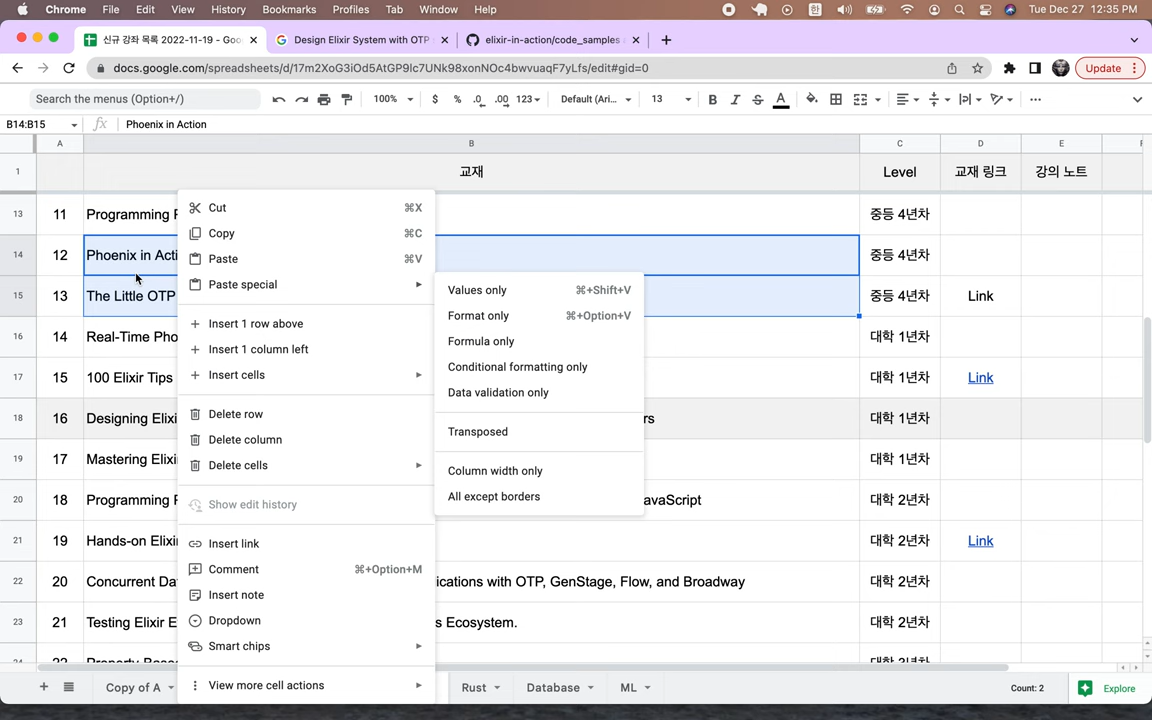 Chrome File Edit View History Bookmarks Profiles Tab Window Help 한 Tue Dec 27 12:35 PM
신규 강좌 목록 2022-11-19 - Goo Design Elixir System with OTP elixir-in-action/code_samples
docs.google.com/spreadsheets/d/17m2XoG3iOd5AtGP9lc7UNk98xonNOc4bwvuaqF7yLfs/edit#gid=0 Update
Search the menus (Option+/) 100% $ % .0 .00 123 Default (Ari... 13 B I S A
B14:B15 fx Phoenix in Action
A B C D E
1 교재 Level 교재 링크 강의 노트
13 11 Programming 중등 4년차
14 12 Phoenix in Acti 중등 4년차
15 13 The Little OTP 중등 4년차 Link
16 14 Real-Time Pho 대학 1년차
17 15 100 Elixir Tips 대학 1년차 Link
18 16 Designing Elixi rs 대학 1년차
19 17 Mastering Elixi 대학 1년차
20 18 Programming avaScript 대학 2년차
21 19 Hands-on Elixi 대학 2년차 Link
22 20 Concurrent Da ications with OTP, GenStage, Flow, and Broadway 대학 2년차
23 21 Testing Elixir E s Ecosystem. 대학 2년차
24 22
Cut ⌘X
Copy ⌘C
Paste ⌘V
Paste special
Insert 1 row above
Insert 1 column left
Insert cells
Delete row
Delete column
Delete cells
Show edit history
Insert link
Comment ⌘+Option+M
Insert note
Dropdown
Smart chips
View more cell actions
Values only ⌘+Shift+V
Format only ⌘+Option+V
Formula only
Conditional formatting only
Data validation only
Transposed
Column width only
All except borders
Copy of A Rust Database ML Count: 2 Explore